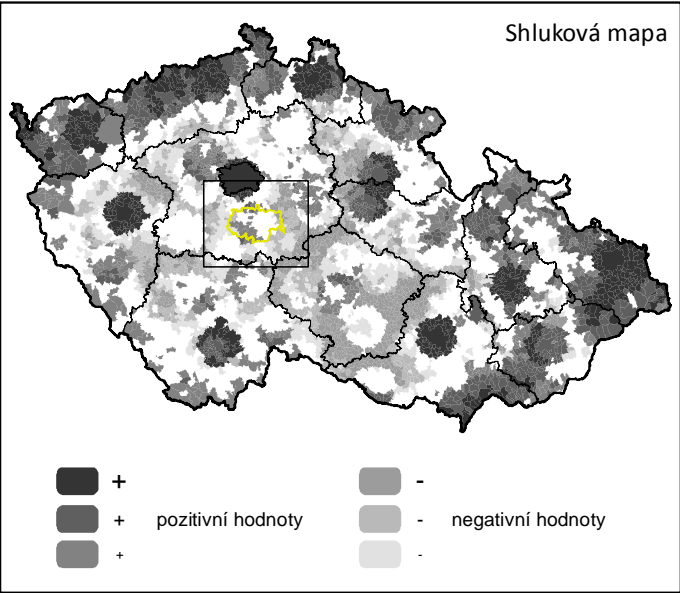 Shluková mapa
+ -
+ pozitivní hodnoty - negativní hodnoty
+ -